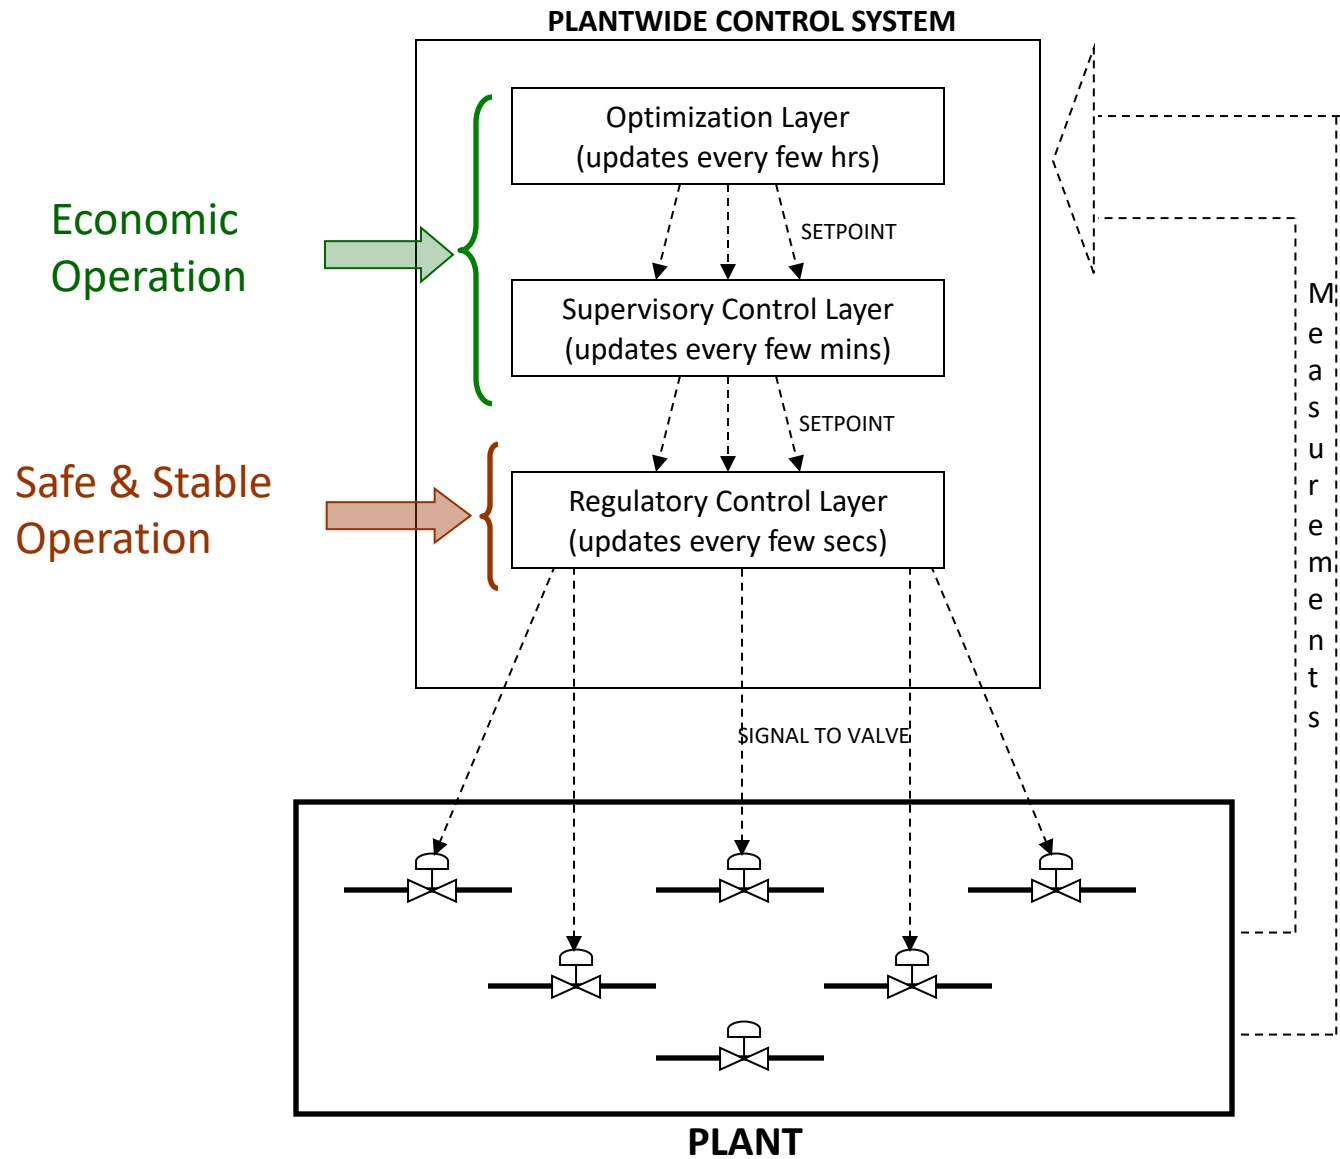 PLANTWIDE CONTROL SYSTEM
Optimization Layer
(updates every few hrs)
Economic
Operation
SETPOINT
Supervisory Control Layer
(updates every few mins)
SETPOINT
Safe & Stable
Operation
Regulatory Control Layer
(updates every few secs)
Measurements
SIGNAL TO VALVE
PLANT